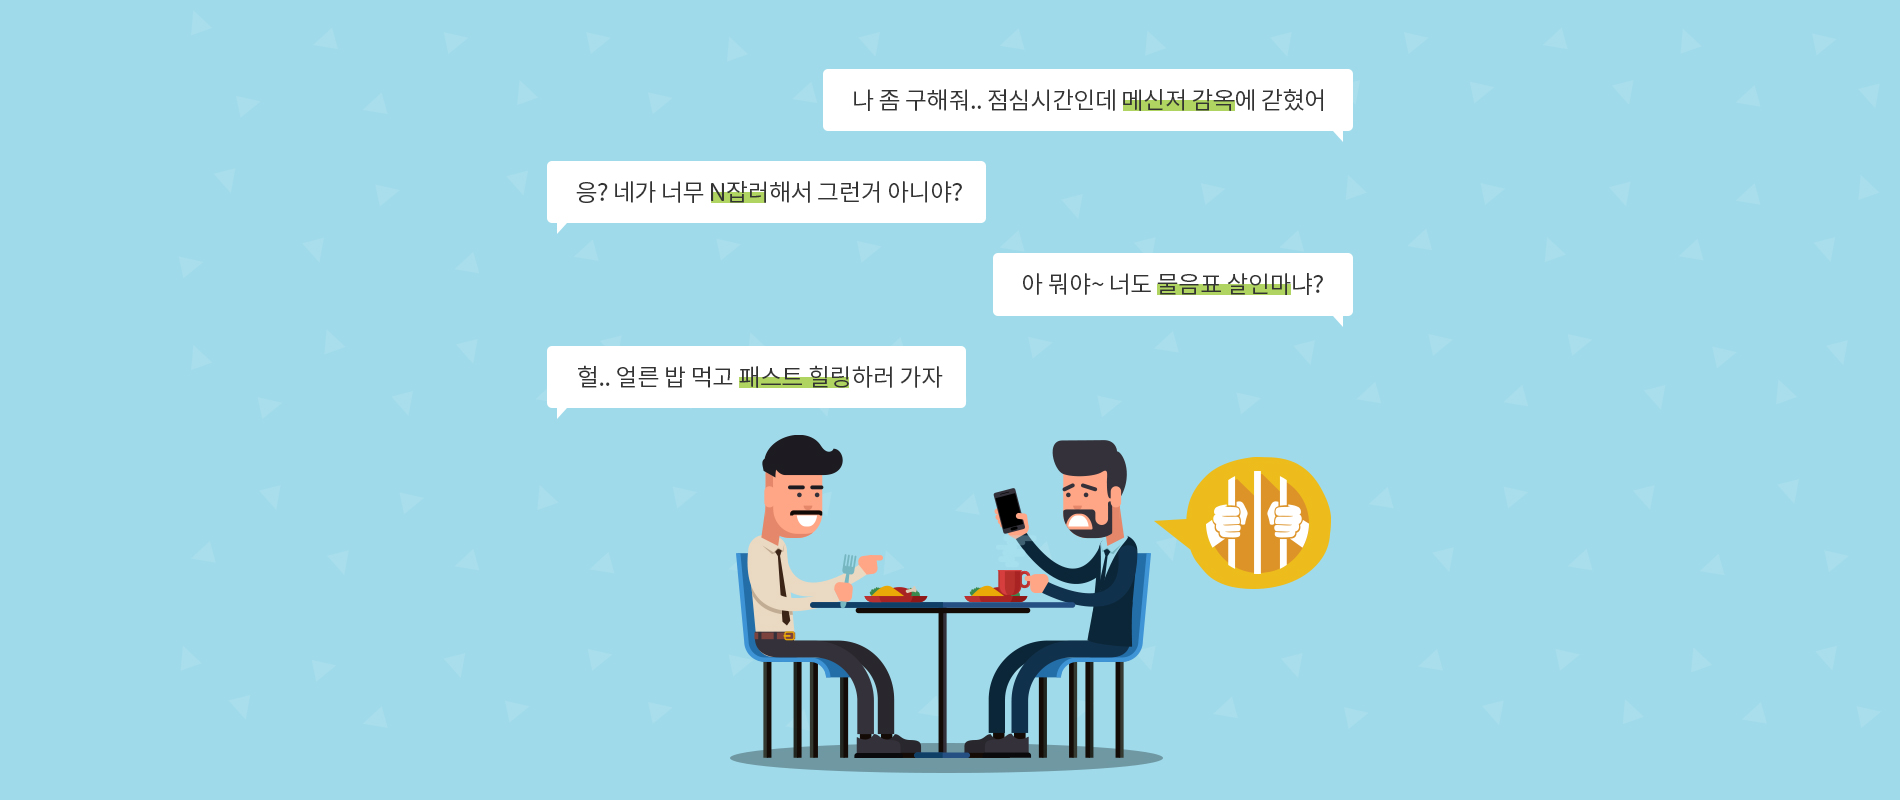 나 좀 구해줘.. 점심시간인데 메신저 감옥에 갇혔어
응? 네가 너무 N잡러해서 그런거 아니야?
아 뭐야~ 너도 물음표 살인마냐?
헐.. 얼른 밥 먹고 패스트 힐링하러 가자